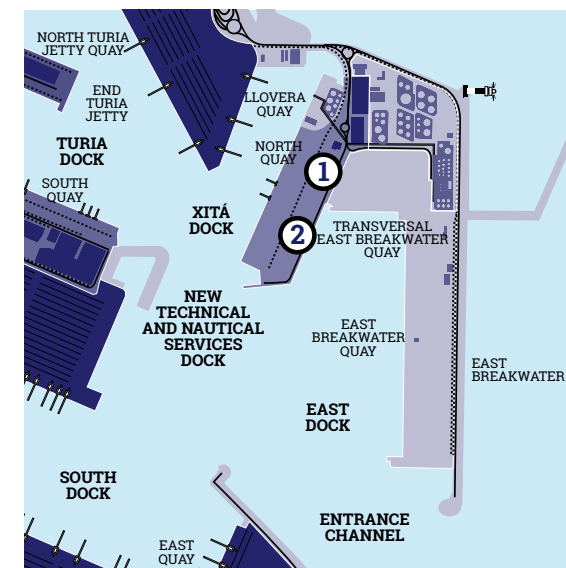 NORTH TURIA
JETTY QUAY
END
TURIA
JETTY
LLOVERA
QUAY
TURIA
DOCK
NORTH
QUAY
1
SOUTH
QUAY
XITÁ
DOCK
2
TRANSVERSAL
EAST BREAKWATER
QUAY
NEW
TECHNICAL
AND NAUTICAL
SERVICES
DOCK
EAST
BREAKWATER
QUAY
EAST
BREAKWATER
EAST
DOCK
SOUTH
DOCK
ENTRANCE
CHANNEL
EAST
QUAY